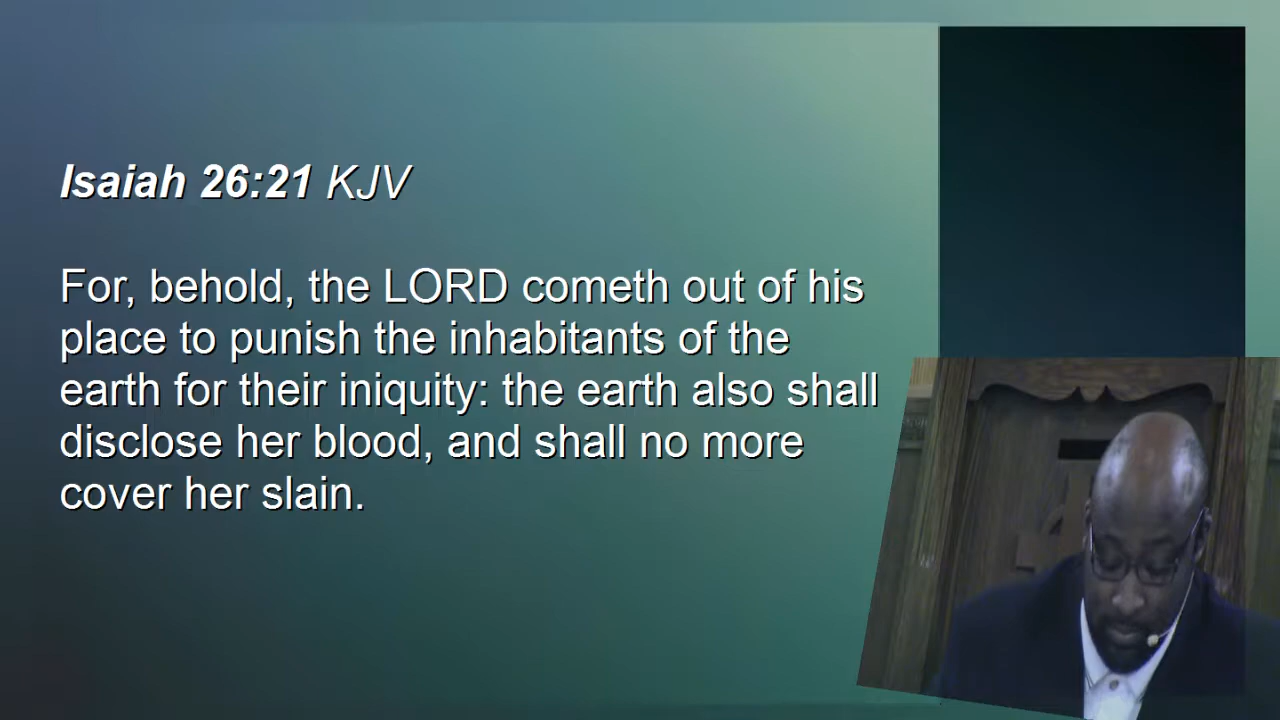 Isaiah 26:21 KJV
For, behold, the LORD cometh out of his
place to punish the inhabitants of the
earth for their iniquity: the earth also shall
disclose her blood, and shall no more
cover her slain.